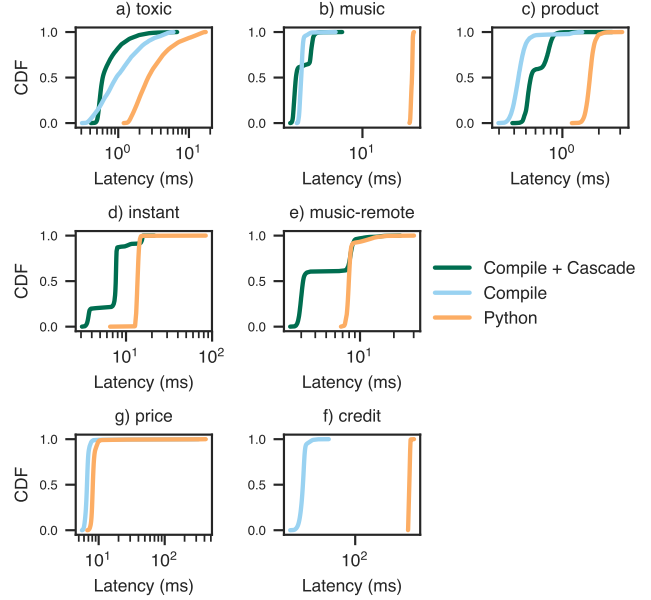 a) toxic
b) music
c) product
CDF
1.0
0.5
0.0
1.0
0.5
0.0
1.0
0.5
0.0
10⁰
10¹
10¹
10⁰
Latency (ms)
Latency (ms)
Latency (ms)
d) instant
e) music-remote
CDF
1.0
0.5
0.0
1.0
0.5
0.0
10¹
10²
10¹
Latency (ms)
Latency (ms)
Compile + Cascade
Compile
Python
g) price
f) credit
CDF
1.0
0.5
0.0
1.0
0.5
0.0
10¹
10²
10²
Latency (ms)
Latency (ms)